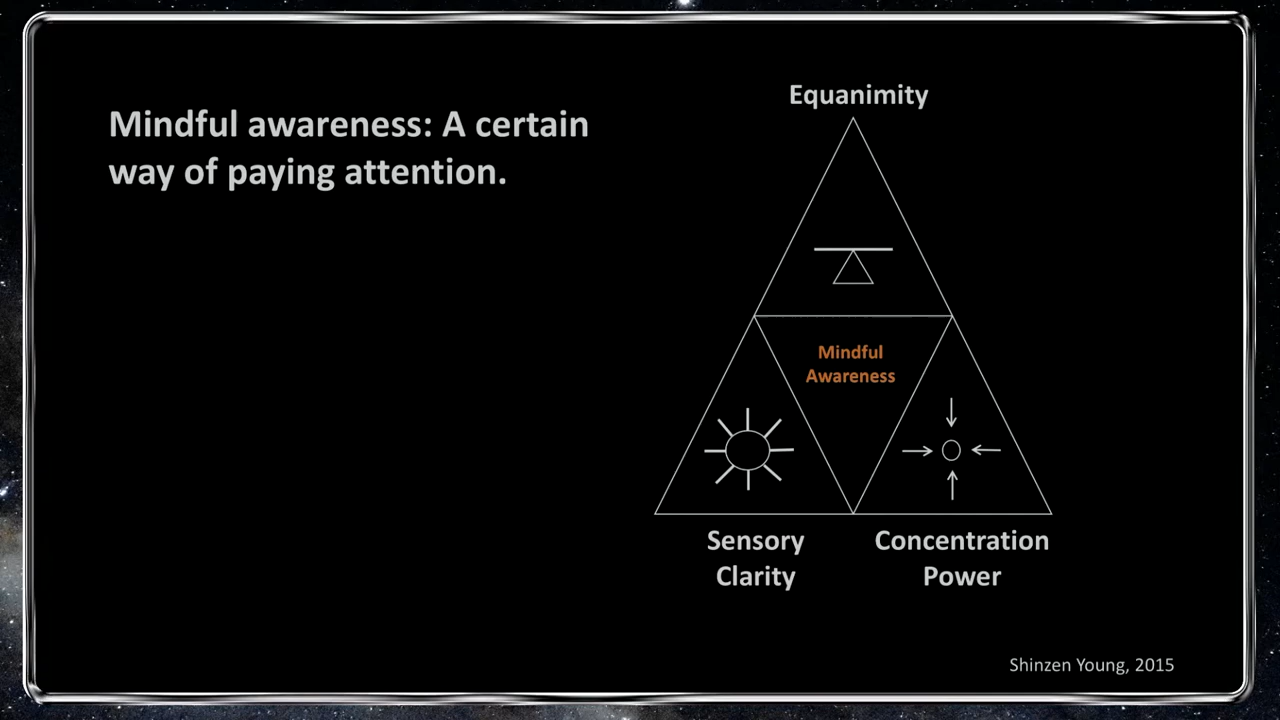 Mindful awareness: A certain
way of paying attention.
Equanimity
Mindful
Awareness
Sensory
Clarity
Concentration
Power
Shinzen Young, 2015